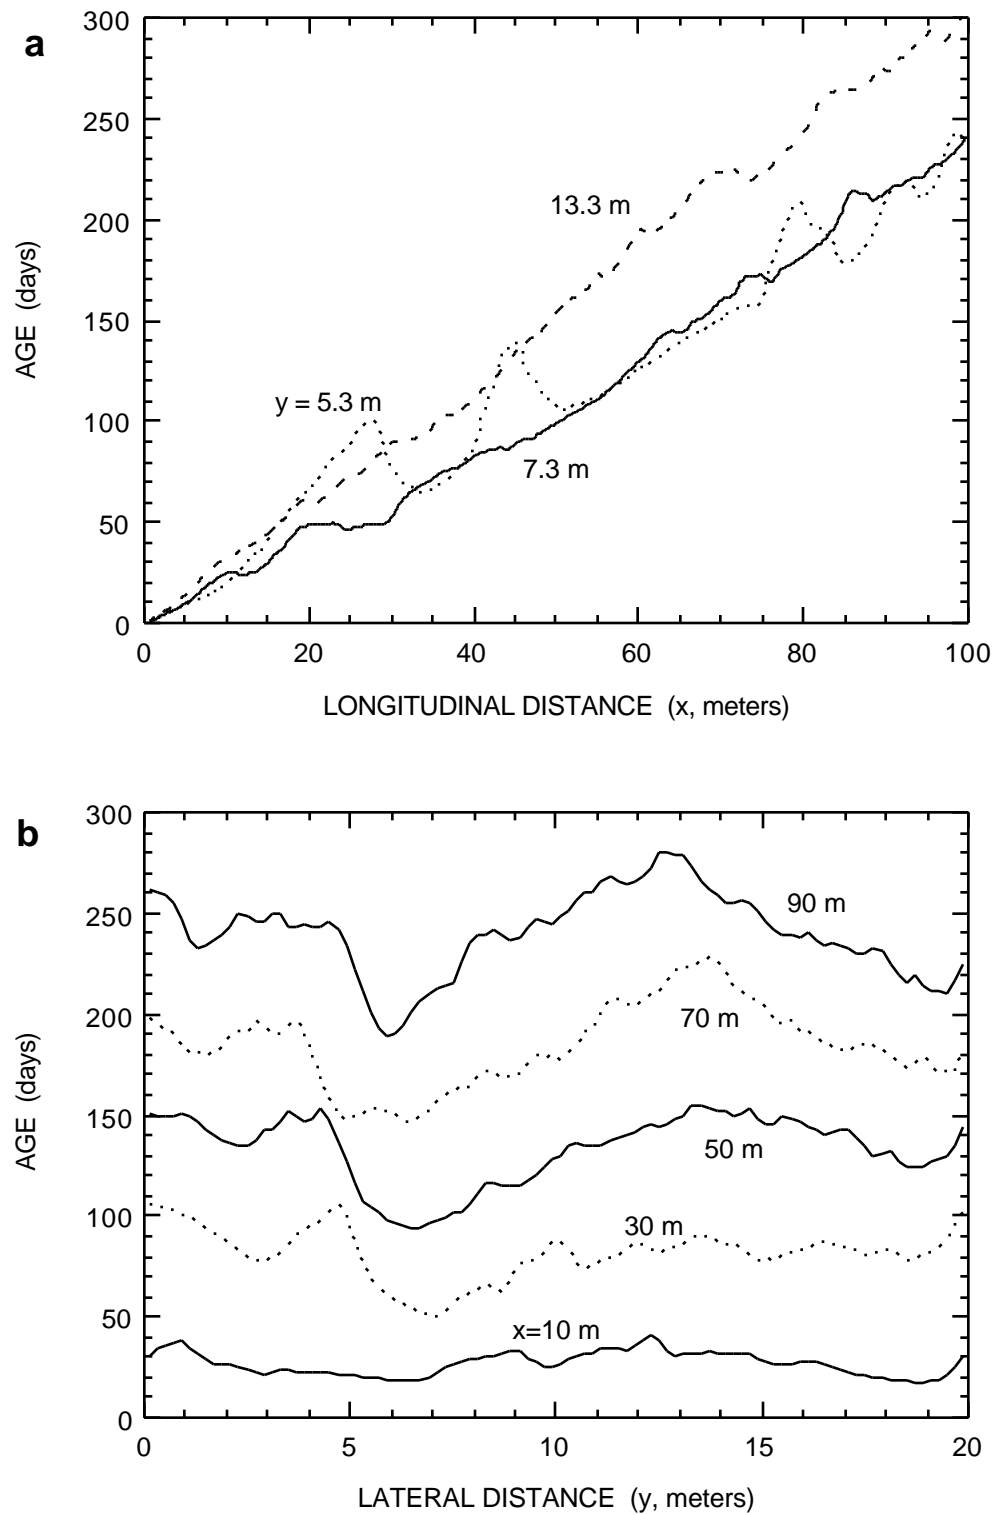 a
300
250
200
150
100
50
0
AGE (days)
13.3 m
y = 5.3 m
7.3 m
0 20 40 60 80 100
LONGITUDINAL DISTANCE (x, meters)
b
300
250
200
150
100
50
0
AGE (days)
90 m
70 m
50 m
30 m
x=10 m
0 5 10 15 20
LATERAL DISTANCE (y, meters)